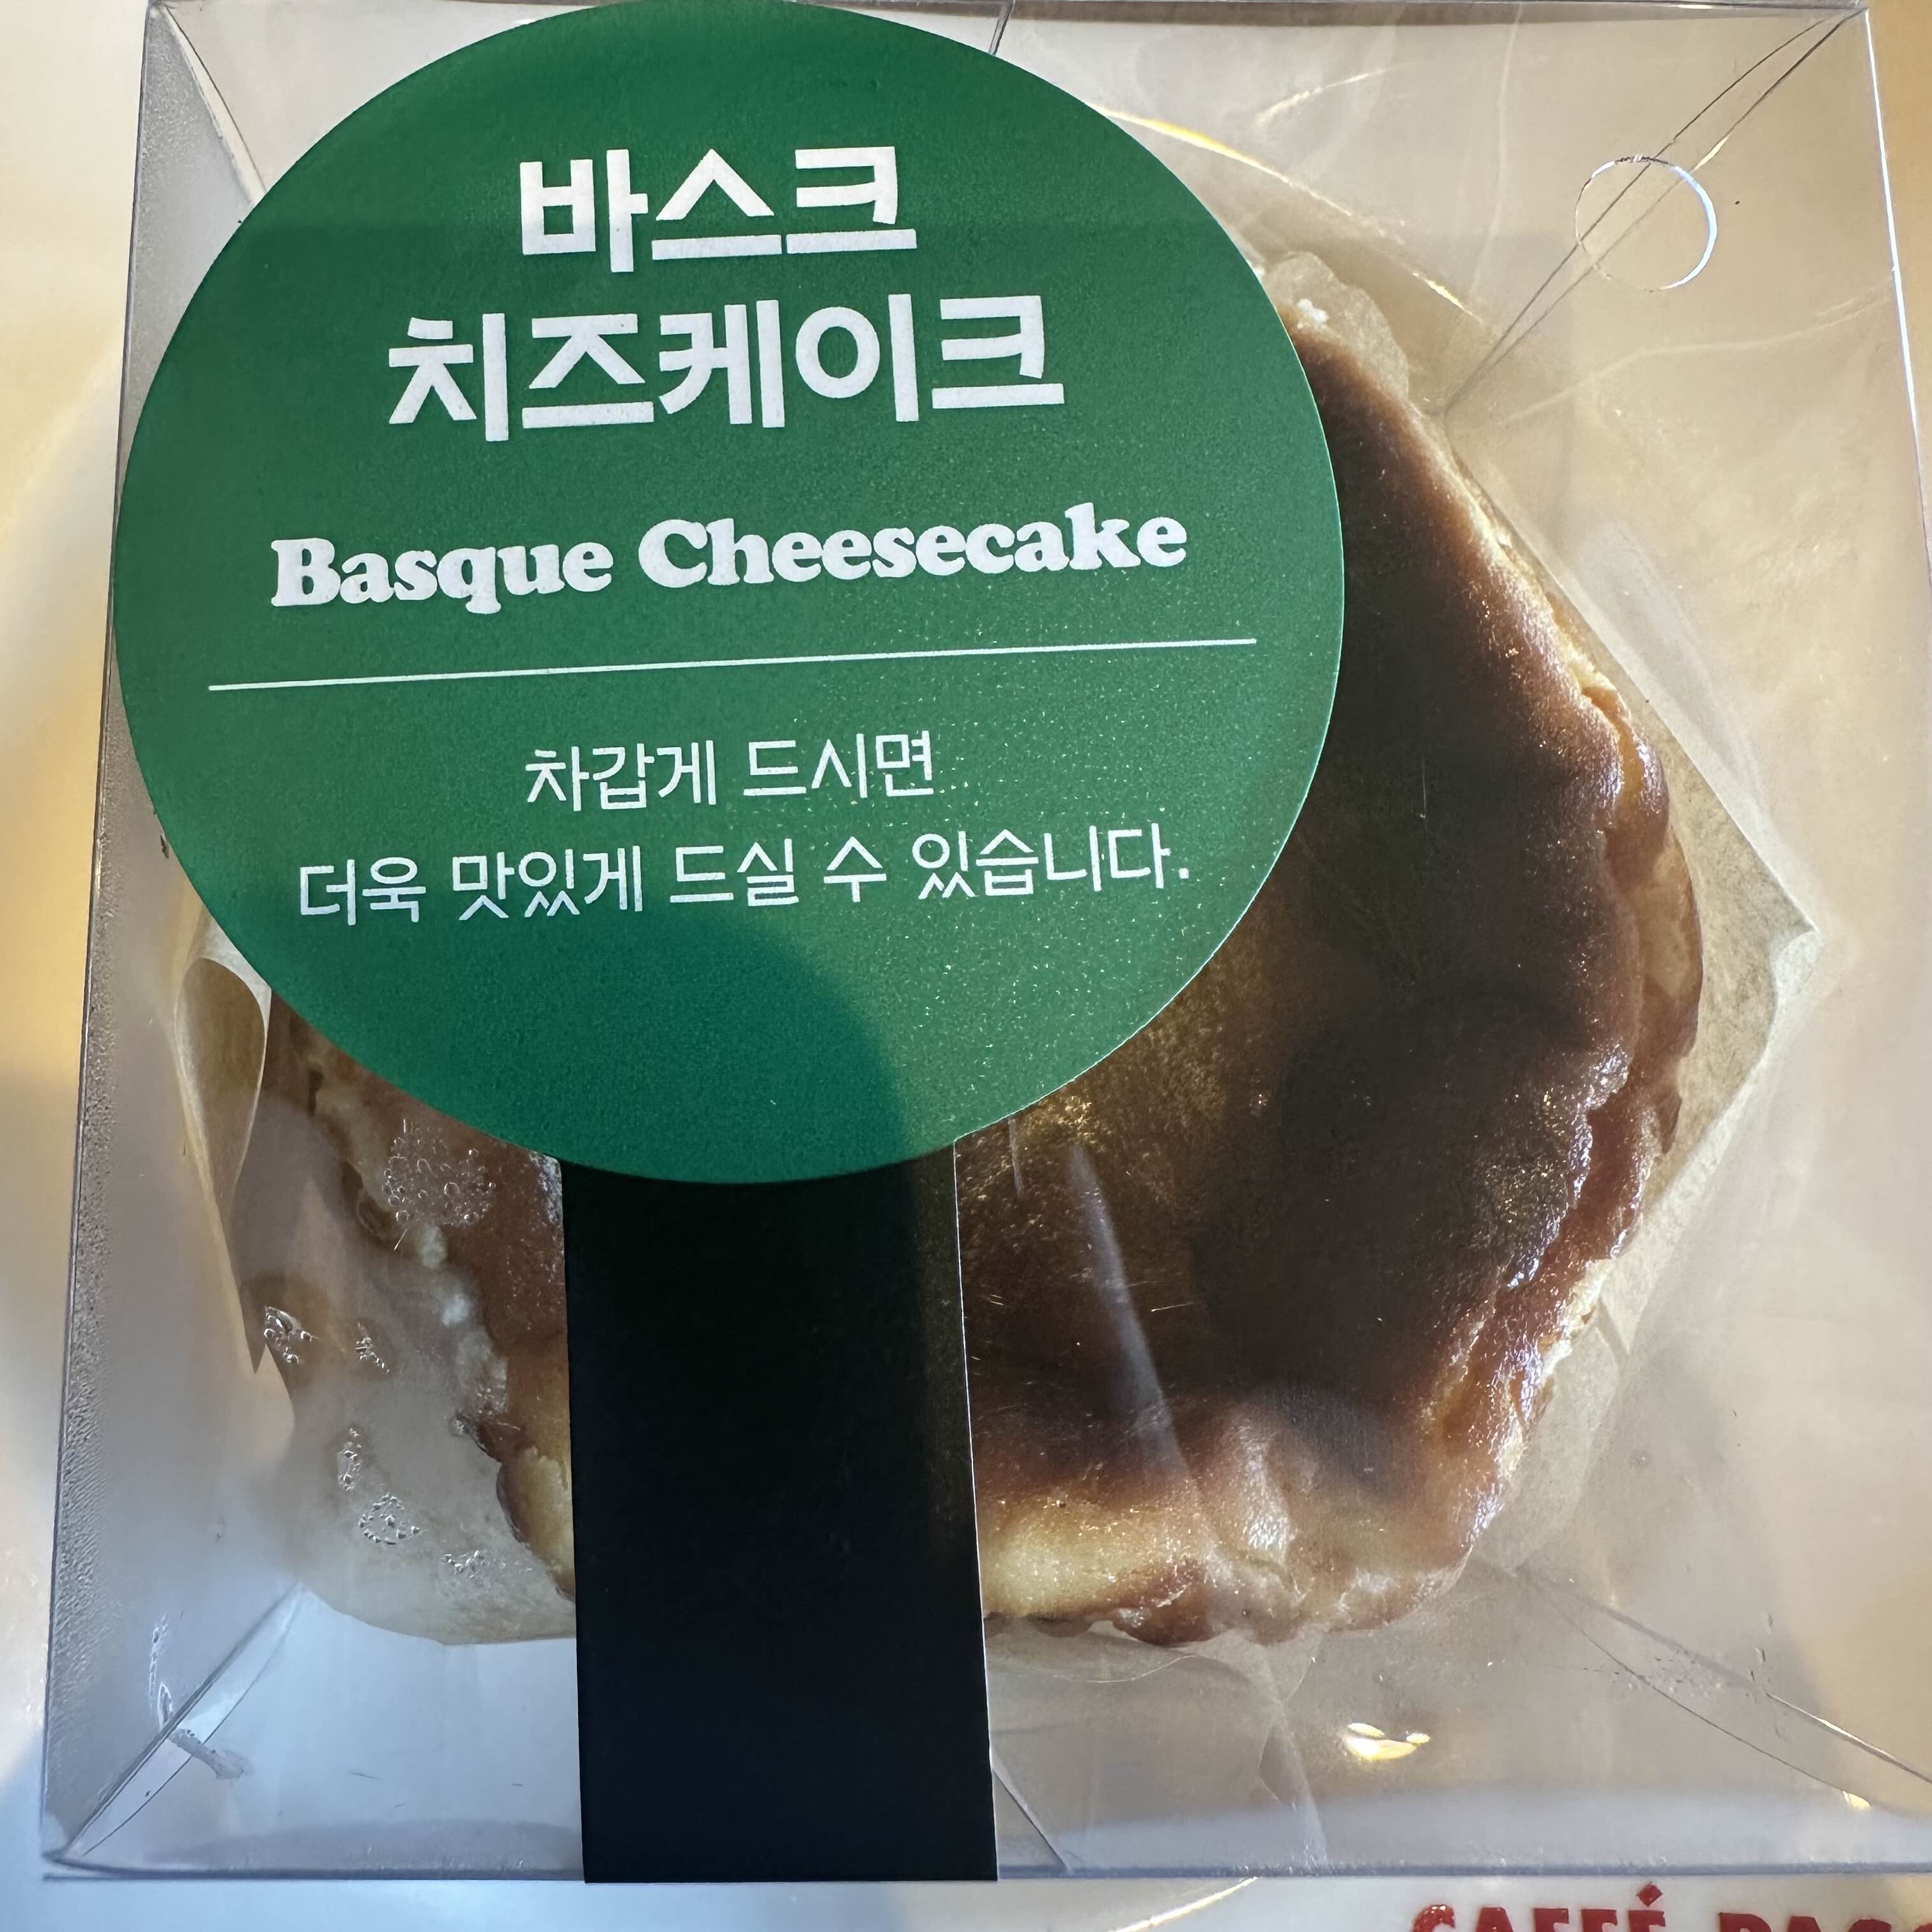 바스크
치즈케이크
Basque Cheesecake
차갑게 드시면
더욱 맛있게 드실 수 있습니다.
CAFFÉ